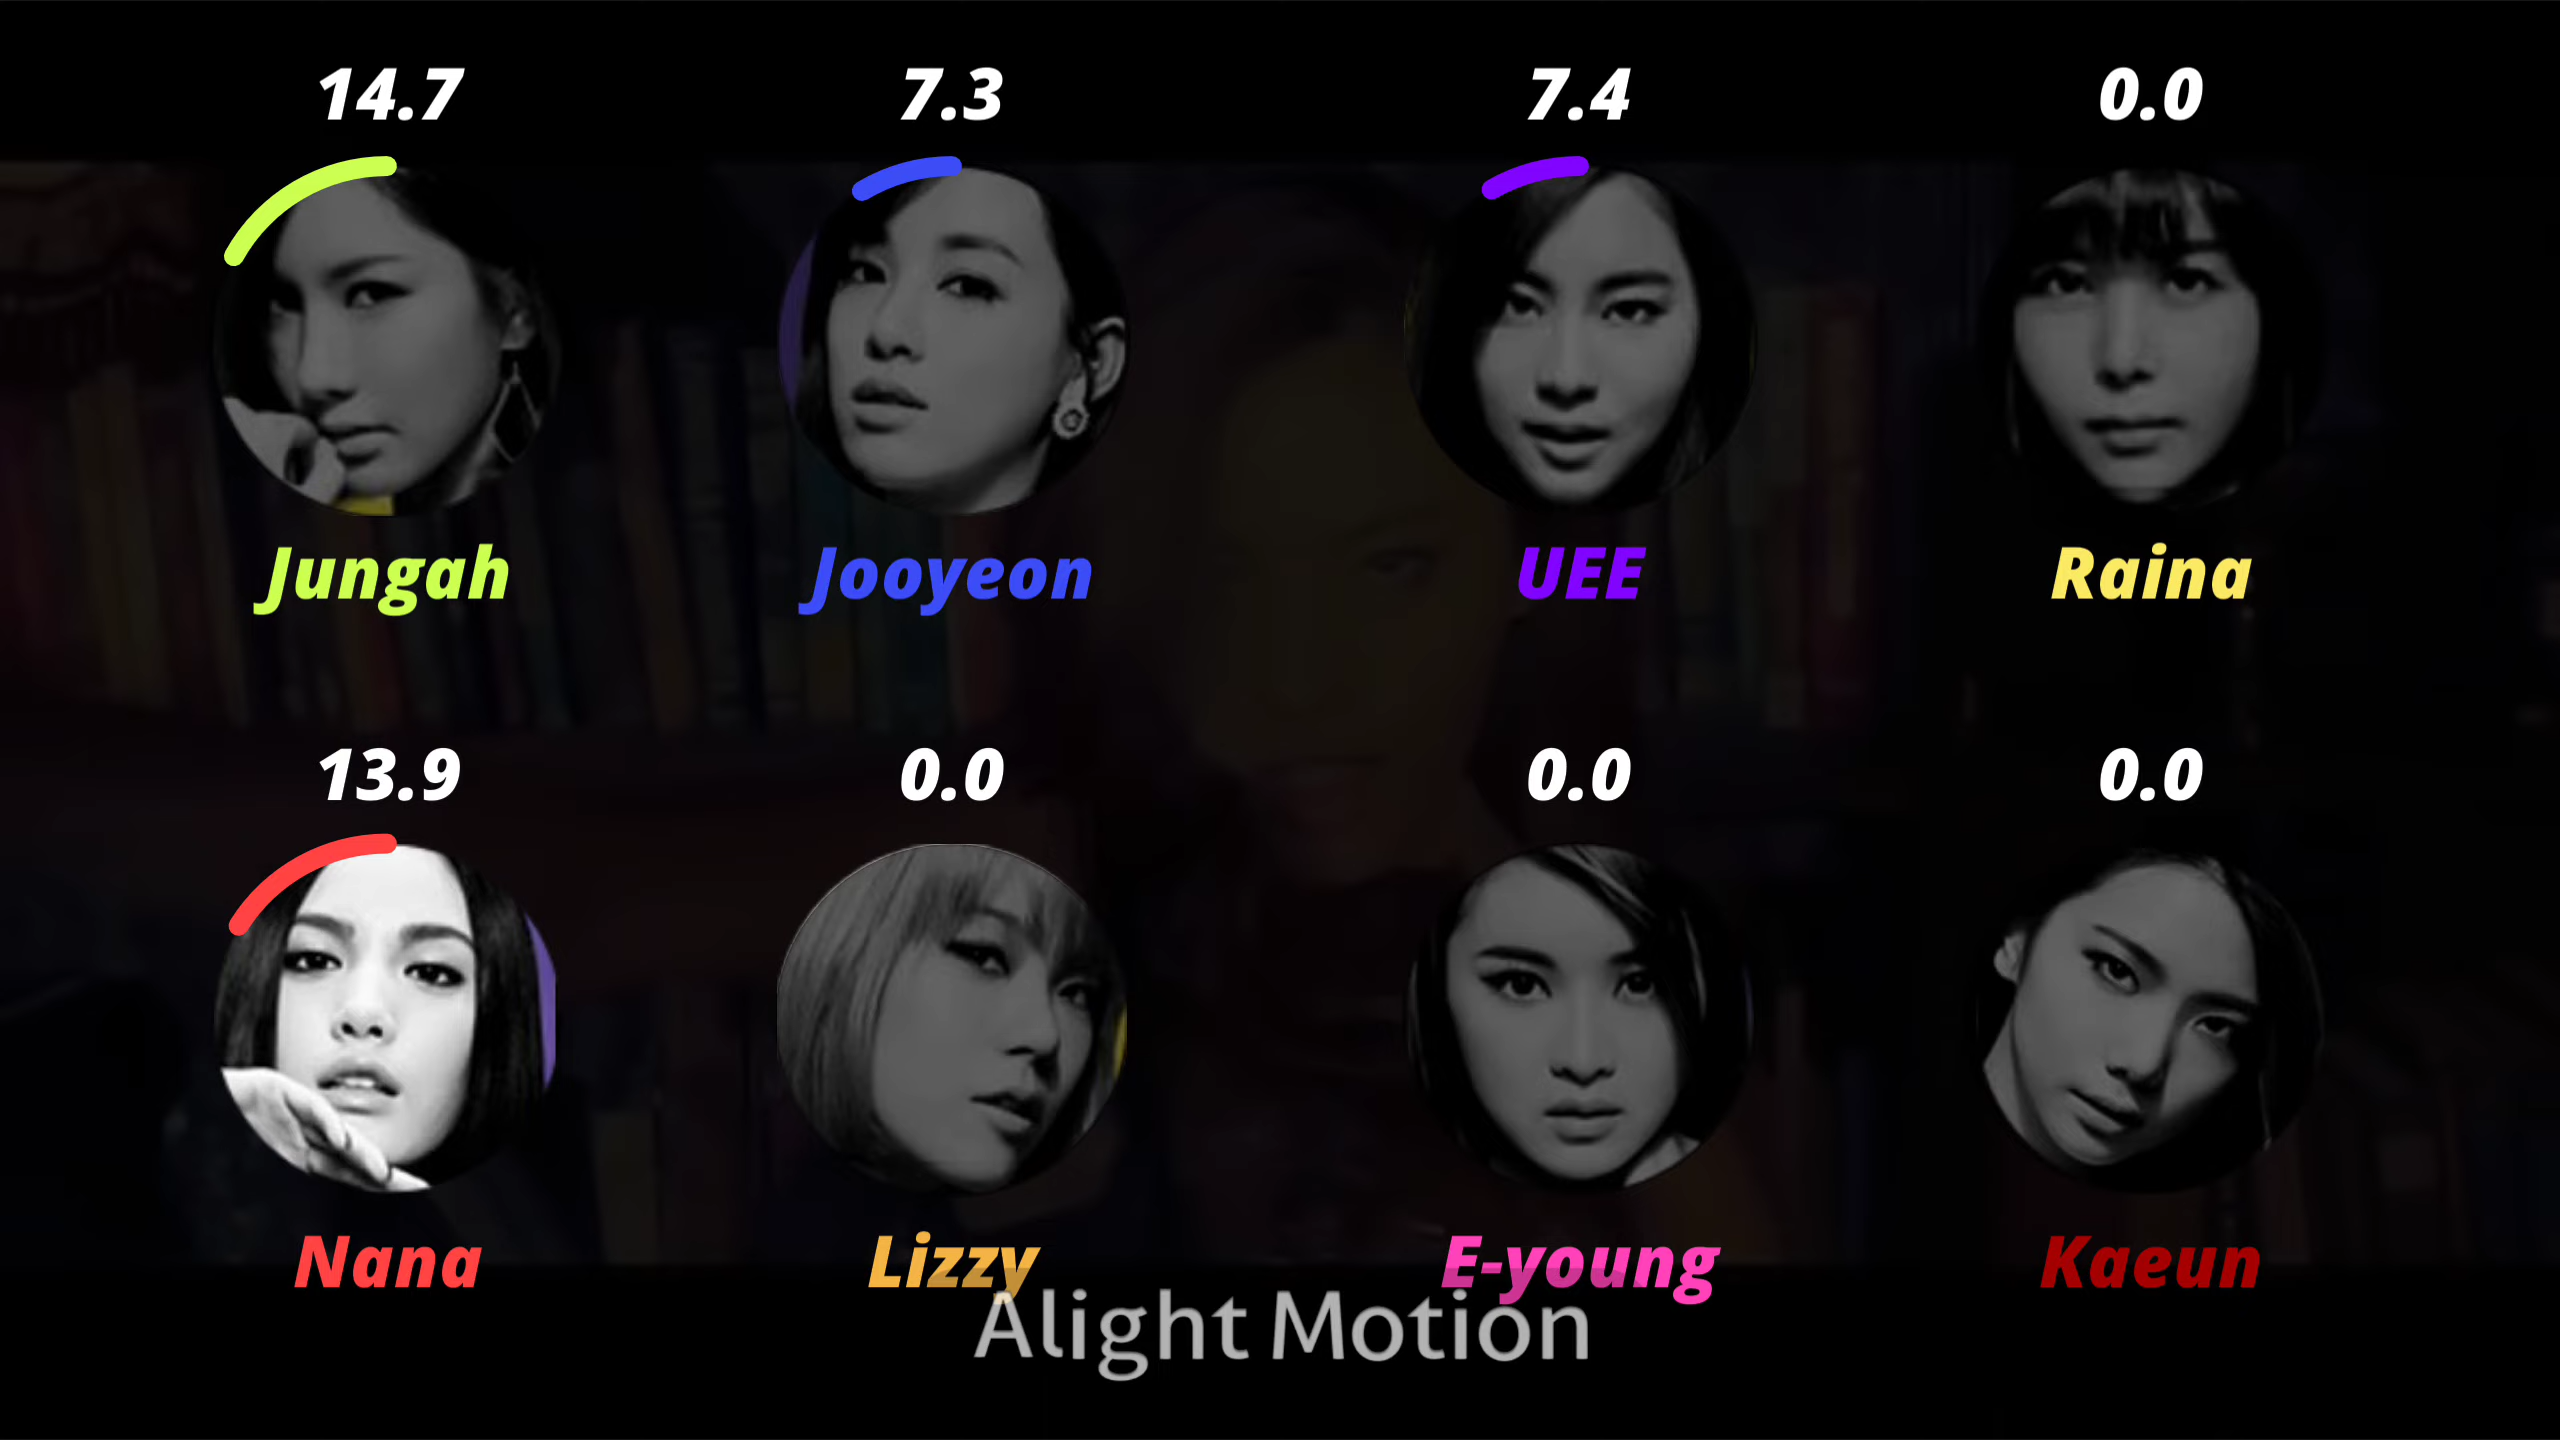 14.7 7.3 7.4 0.0
Jungah Jooyeon UEE Raina
13.9 0.0 0.0 0.0
Nana Lizzy E-young Kaeun
Alight Motion